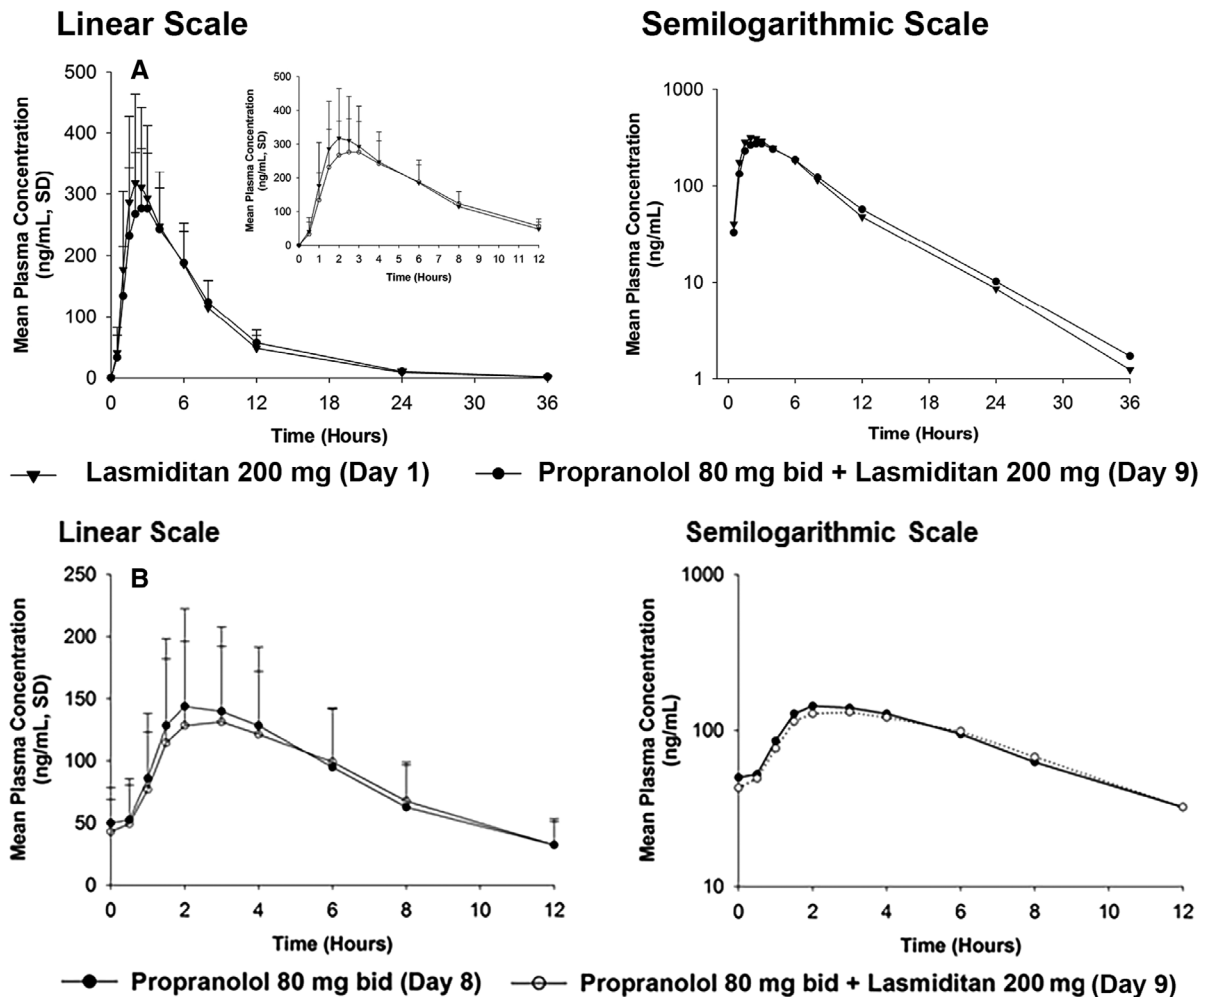 Linear Scale
Semilogarithmic Scale
A
Mean Plasma Concentration
(ng/mL, SD)
500
400
300
200
100
0
0 6 12 18 24 30 36
Time (Hours)
Mean Plasma Concentration
(ng/mL, SD)
500
400
300
200
100
0
0 1 2 3 4 5 6 7 8 9 10 11 12
Time (Hours)
Mean Plasma Concentration
(ng/mL)
1000
100
10
1
0 6 12 18 24 30 36
Time (Hours)
Lasmiditan 200 mg (Day 1)
Propranolol 80 mg bid + Lasmiditan 200 mg (Day 9)
Linear Scale
Semilogarithmic Scale
B
Mean Plasma Concentration
(ng/mL, SD)
250
200
150
100
50
0
0 2 4 6 8 10 12
Time (Hours)
Mean Plasma Concentration
(ng/mL)
1000
100
10
0 2 4 6 8 10 12
Time (Hours)
Propranolol 80 mg bid (Day 8)
Propranolol 80 mg bid + Lasmiditan 200 mg (Day 9)